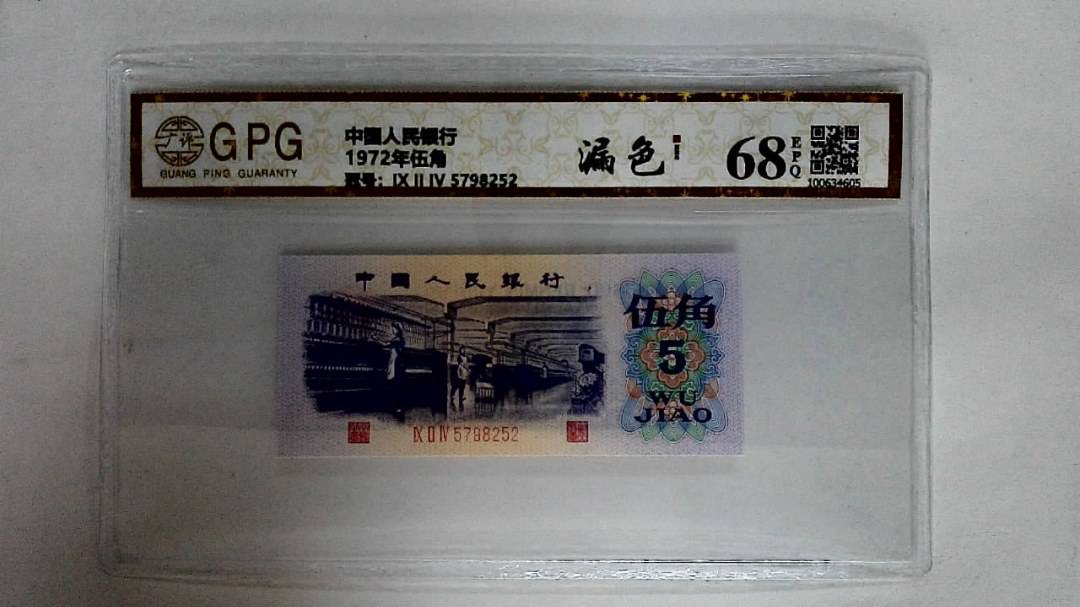 GPG
GUANG PING GUARANTY
中國人民銀行
1972年伍角
票号: IX II IV 5798252
漏色
68
EPQ
100634605
中國人民銀行
伍角
5
WU
JIAO
IX II IV 5798252